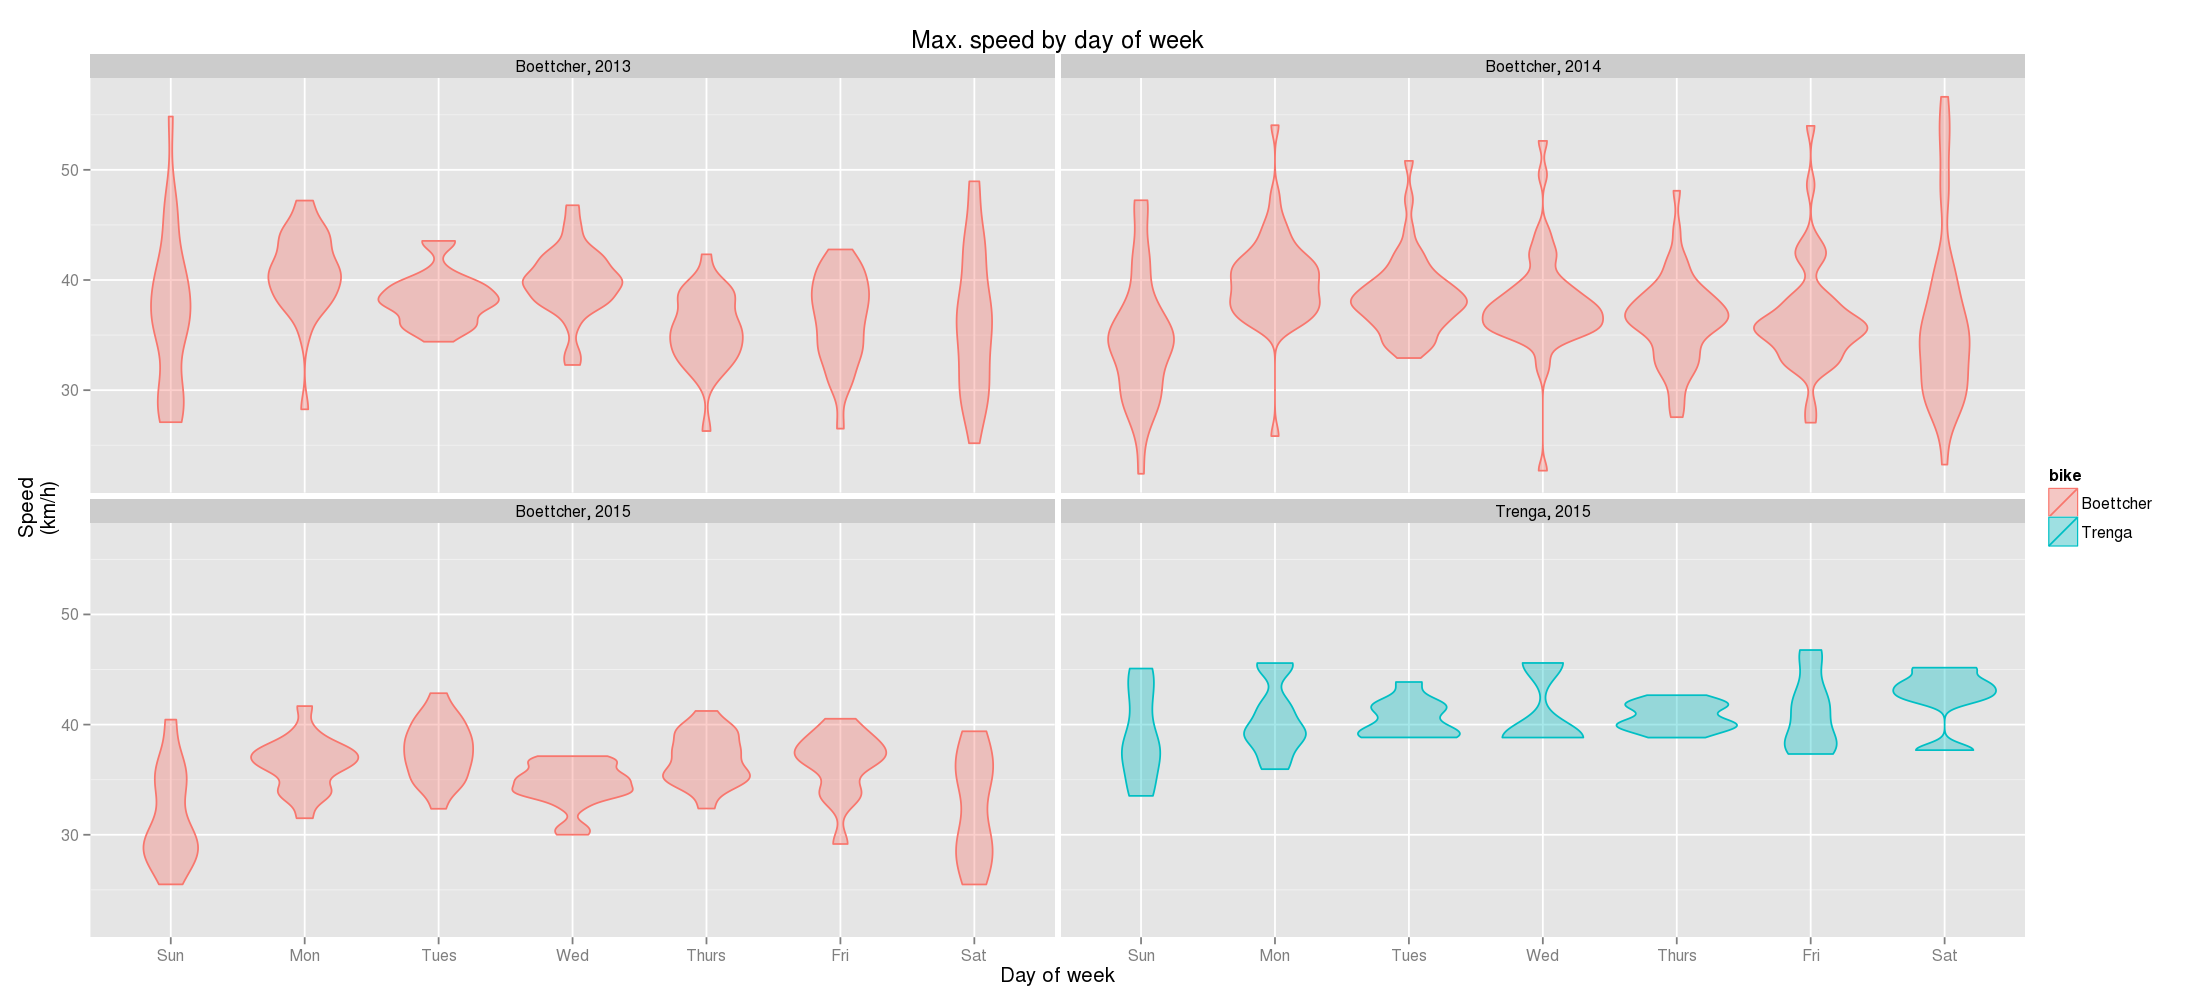 Max. speed by day of week
Boettcher, 2013
Boettcher, 2014
50
40
30
Boettcher, 2015
Trenga, 2015
50
40
30
Speed
(km/h)
Sun Mon Tues Wed Thurs Fri Sat
Sun Mon Tues Wed Thurs Fri Sat
Day of week
bike
Boettcher
Trenga